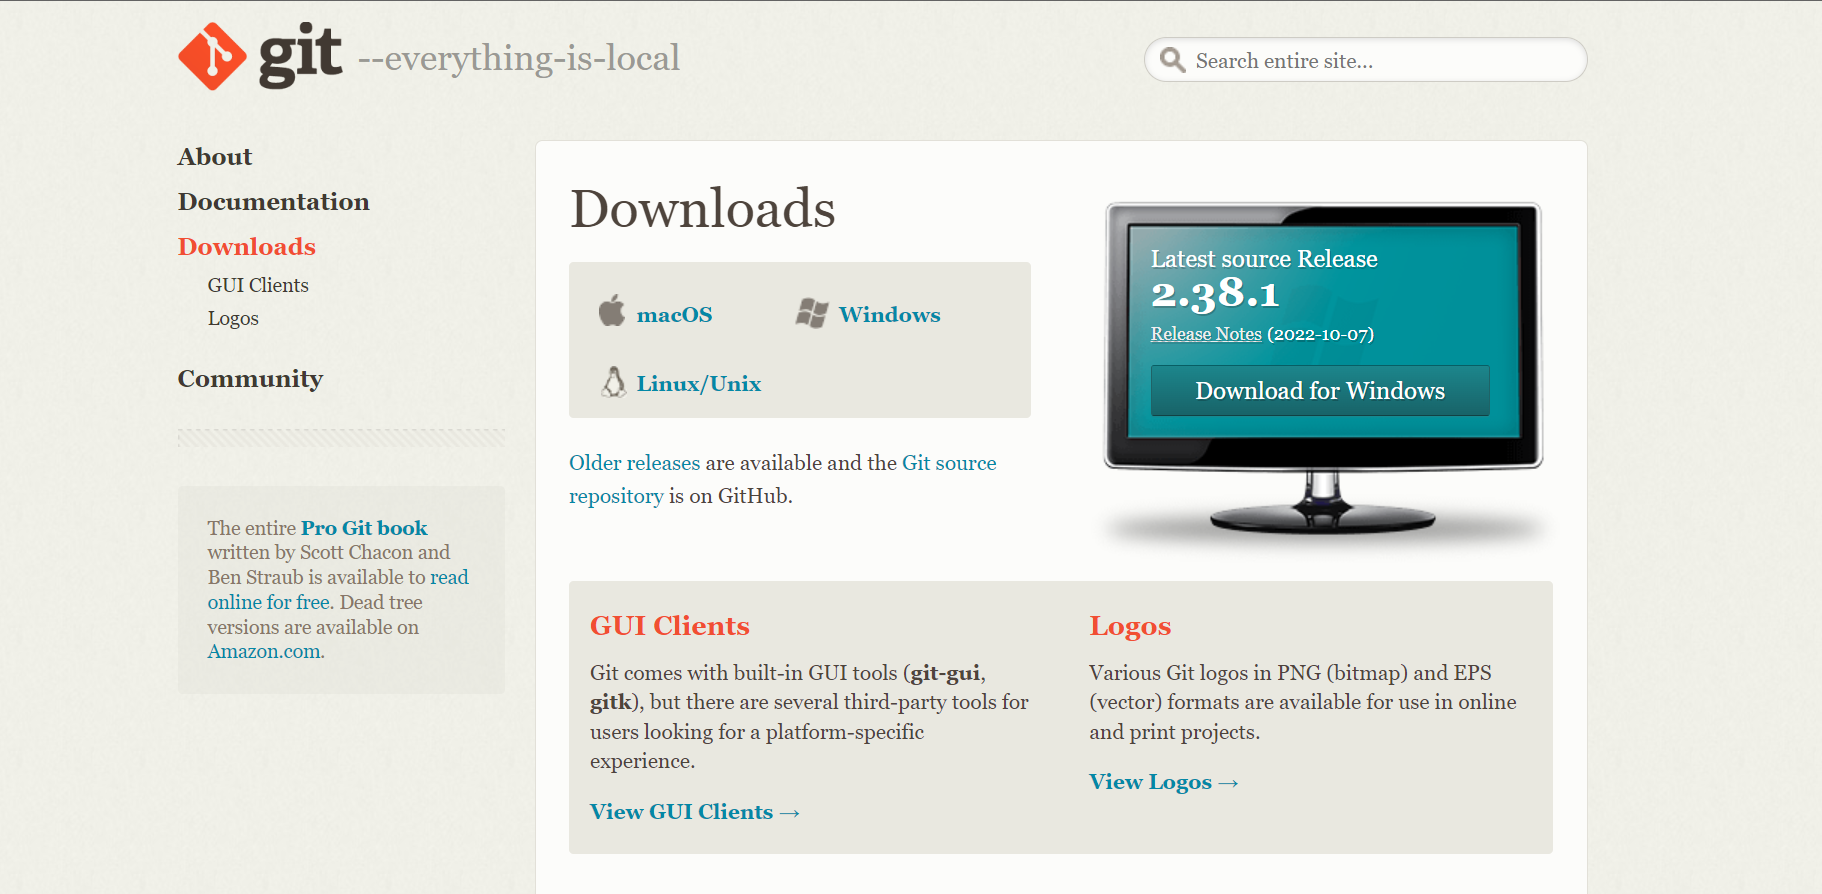 git --everything-is-local
Search entire site...
About
Documentation
Downloads
GUI Clients
Logos
Community
The entire Pro Git book
written by Scott Chacon and
Ben Straub is available to read
online for free. Dead tree
versions are available on
Amazon.com.
Downloads
macOS
Windows
Linux/Unix
Older releases are available and the Git source
repository is on GitHub.
Latest source Release
2.38.1
Release Notes (2022-10-07)
Download for Windows
GUI Clients
Git comes with built-in GUI tools (git-gui,
gitk), but there are several third-party tools for
users looking for a platform-specific
experience.
View GUI Clients →
Logos
Various Git logos in PNG (bitmap) and EPS
(vector) formats are available for use in online
and print projects.
View Logos →